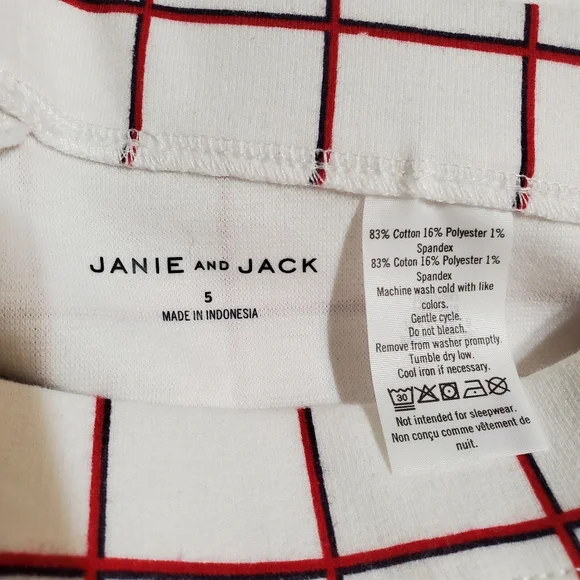 JANIE AND JACK
5
MADE IN INDONESIA
83% Cotton 16% Polyester 1%
Spandex
83% Coton 16% Polyester 1%
Spandex
Machine wash cold with like
colors.
Gentle cycle.
Do not bleach.
Remove from washer promptly.
Tumble dry low.
Cool iron if necessary.
30
Not intended for sleepwear.
Non conçu comme vêtement de
nuit.